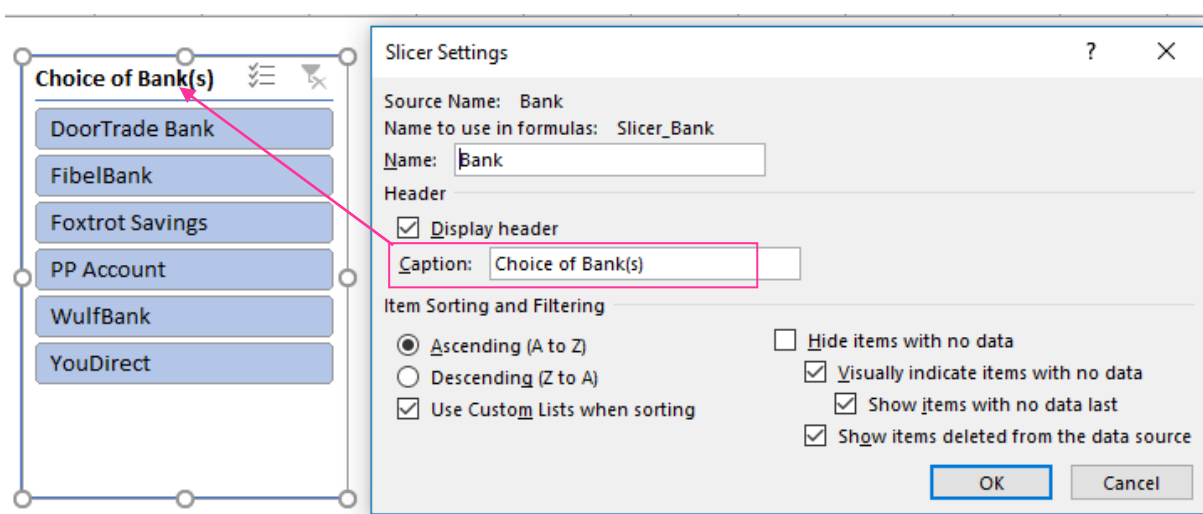 Choice of Bank(s)
DoorTrade Bank
FibelBank
Foxtrot Savings
PP Account
WulfBank
YouDirect
Slicer Settings
?
Source Name: Bank
Name to use in formulas: Slicer_Bank
Name: Bank
Header
Display header
Caption: Choice of Bank(s)
Item Sorting and Filtering
Ascending (A to Z)
Descending (Z to A)
Use Custom Lists when sorting
Hide items with no data
Visually indicate items with no data
Show items with no data last
Show items deleted from the data source
OK Cancel